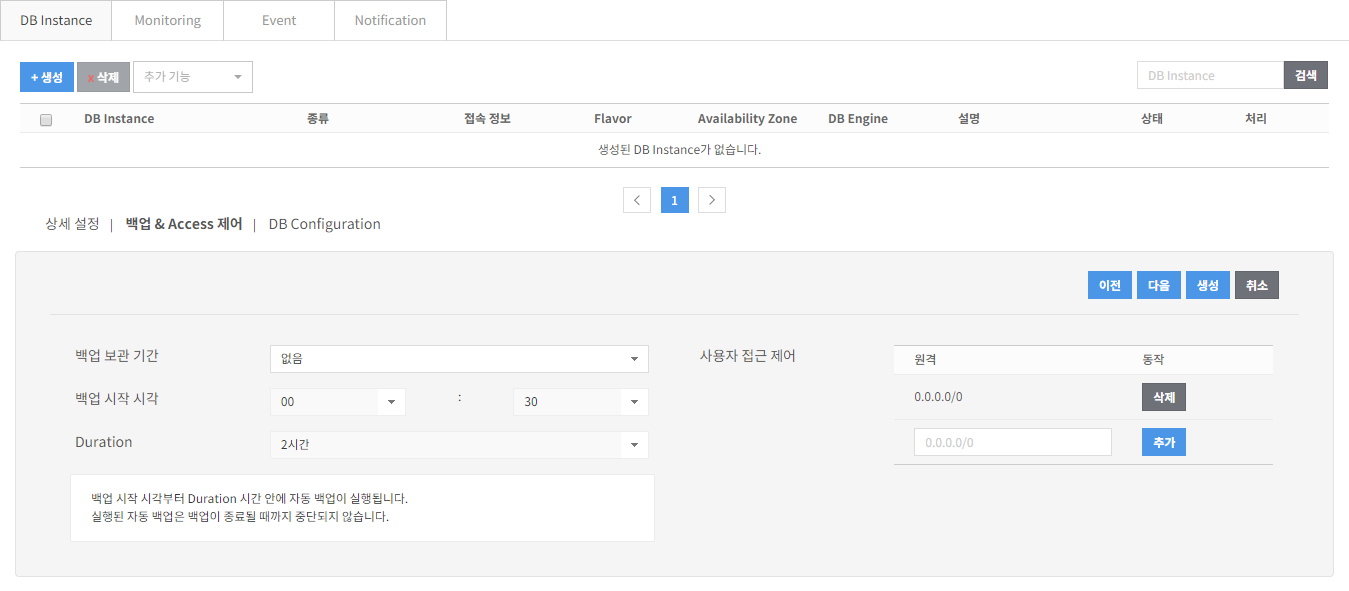 DB Instance Monitoring Event Notification
+ 생성 x 삭제 추가 기능 DB Instance 검색
DB Instance 종류 접속 정보 Flavor Availability Zone DB Engine 설명 상태 처리
생성된 DB Instance가 없습니다.
< 1 >
상세 설정 | 백업 & Access 제어 | DB Configuration
이전 다음 생성 취소
백업 보관 기간 없음 사용자 접근 제어 원격 동작
백업 시작 시각 00 : 30 0.0.0.0/0 삭제
Duration 2시간 0.0.0.0/0 추가
백업 시작 시각부터 Duration 시간 안에 자동 백업이 실행됩니다.
실행된 자동 백업은 백업이 종료될 때까지 중단되지 않습니다.